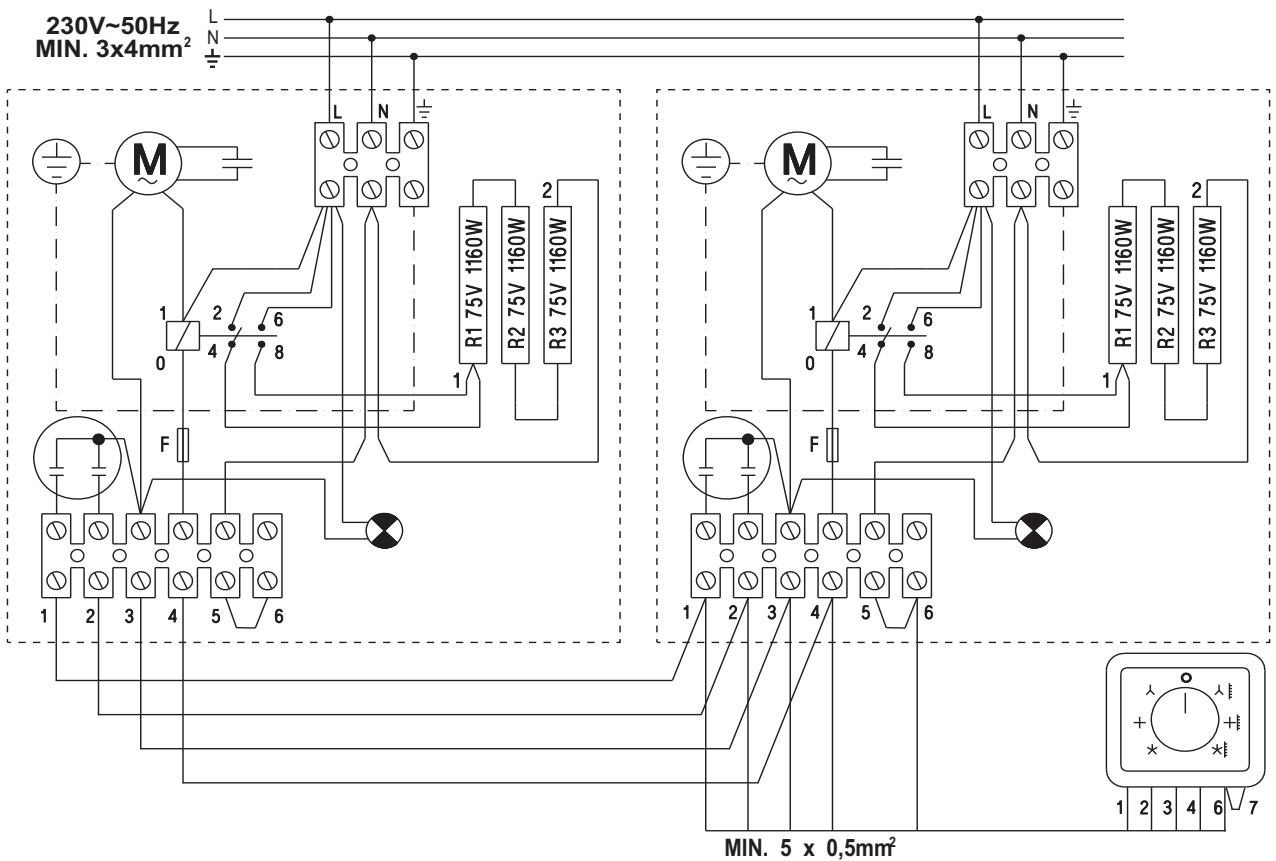 230V~50Hz
MIN. 3x4mm²
L
N
L N
L N
M
M
R1 75V 1160W
R2 75V 1160W
R3 75V 1160W
2
1
R1 75V 1160W
R2 75V 1160W
R3 75V 1160W
2
1
1 2 6
0 4 8
1 2 6
0 4 8
F
F
1 2 3 4 5 6
1 2 3 4 5 6
1 2 3 4 6 7
MIN. 5 x 0,5mm²